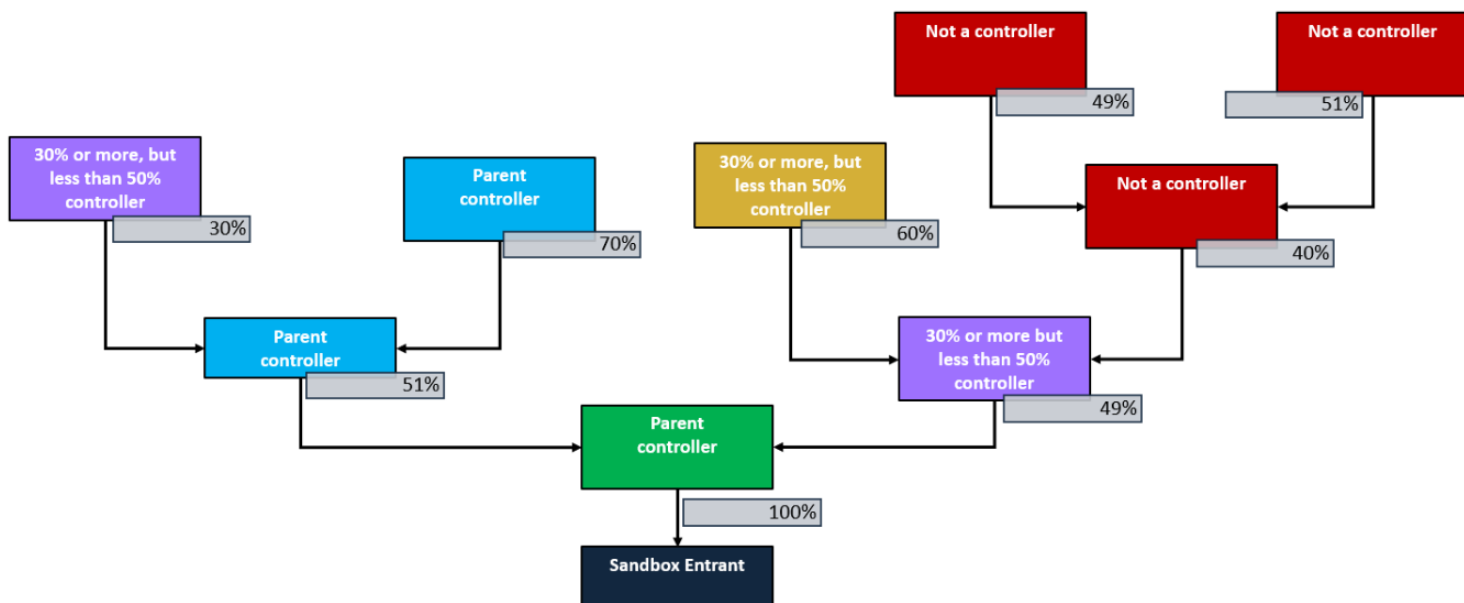 Not a controller
49%
Not a controller
51%
30% or more, but
less than 50%
controller
30%
Parent
controller
70%
30% or more, but
less than 50%
controller
60%
Not a controller
40%
Parent
controller
51%
30% or more but
less than 50%
controller
49%
Parent
controller
100%
Sandbox Entrant